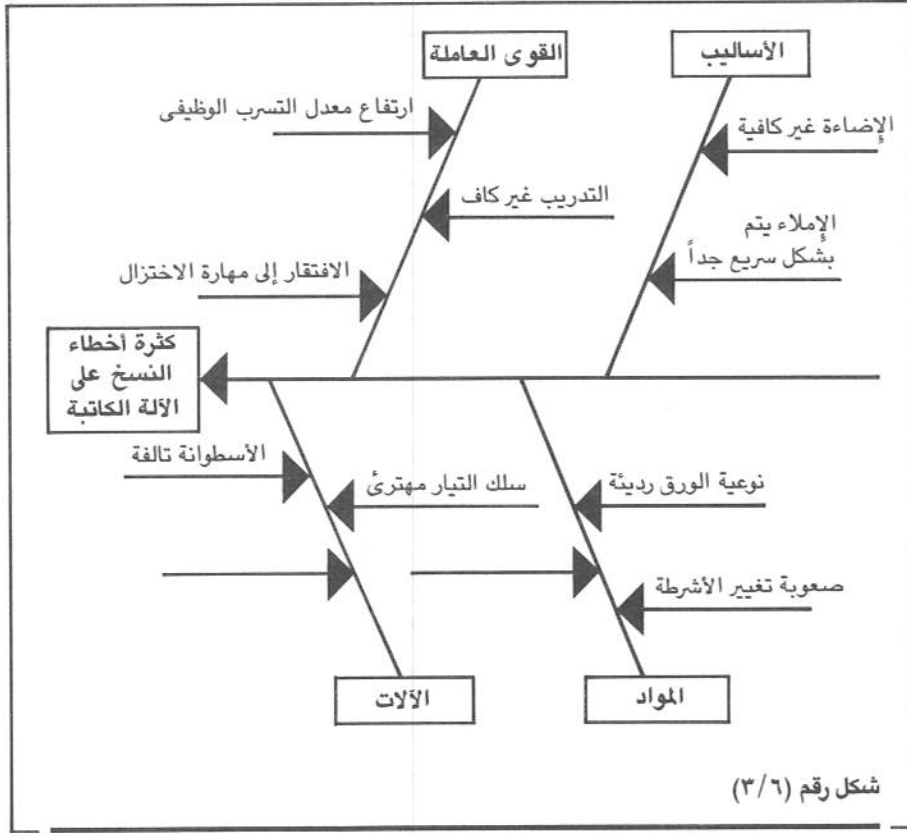 الأساليب
القوى العاملة
ارتفاع معدل التسرب الوظيفى
الإضاءة غير كافية
التدريب غير كاف
الإملاء يتم
بشكل سريع جداً
الافتقار إلى مهارة الاختزال
كثرة أخطاء
النسخ على
الآلة الكاتبة
الأسطوانة تالفة
سلك التيار مهترئ
نوعية الورق رديئة
صعوبة تغيير الأشرطة
المواد
الآلات
شكل رقم (٣/٦)